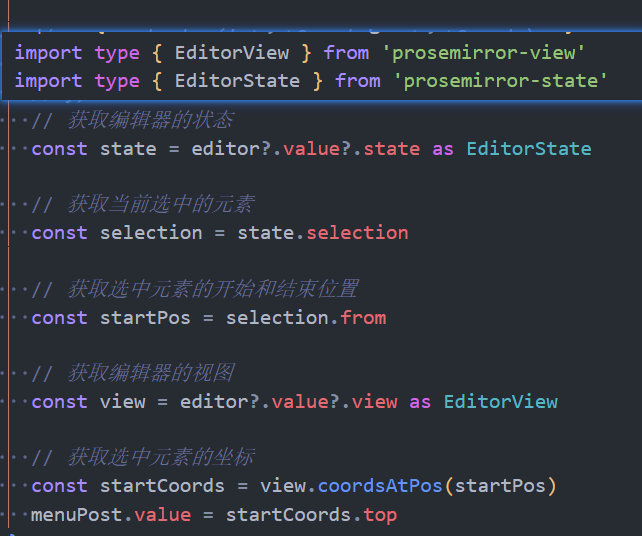 import type { EditorView } from 'prosemirror-view'
import type { EditorState } from 'prosemirror-state'
// 获取编辑器的状态
const state = editor?.value?.state as EditorState
// 获取当前选中的元素
const selection = state.selection
// 获取选中元素的开始和结束位置
const startPos = selection.from
// 获取编辑器的视图
const view = editor?.value?.view as EditorView
// 获取选中元素的坐标
const startCoords = view.coordsAtPos(startPos)
menuPost.value = startCoords.top